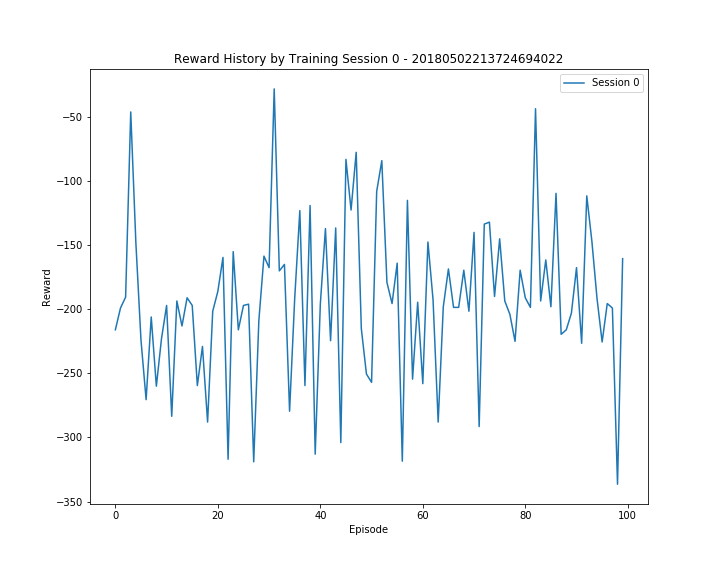 Reward History by Training Session 0 - 20180502213724694022
Session 0
−50
−100
−150
−200
−250
−300
−350
Reward
0 20 40 60 80 100
Episode